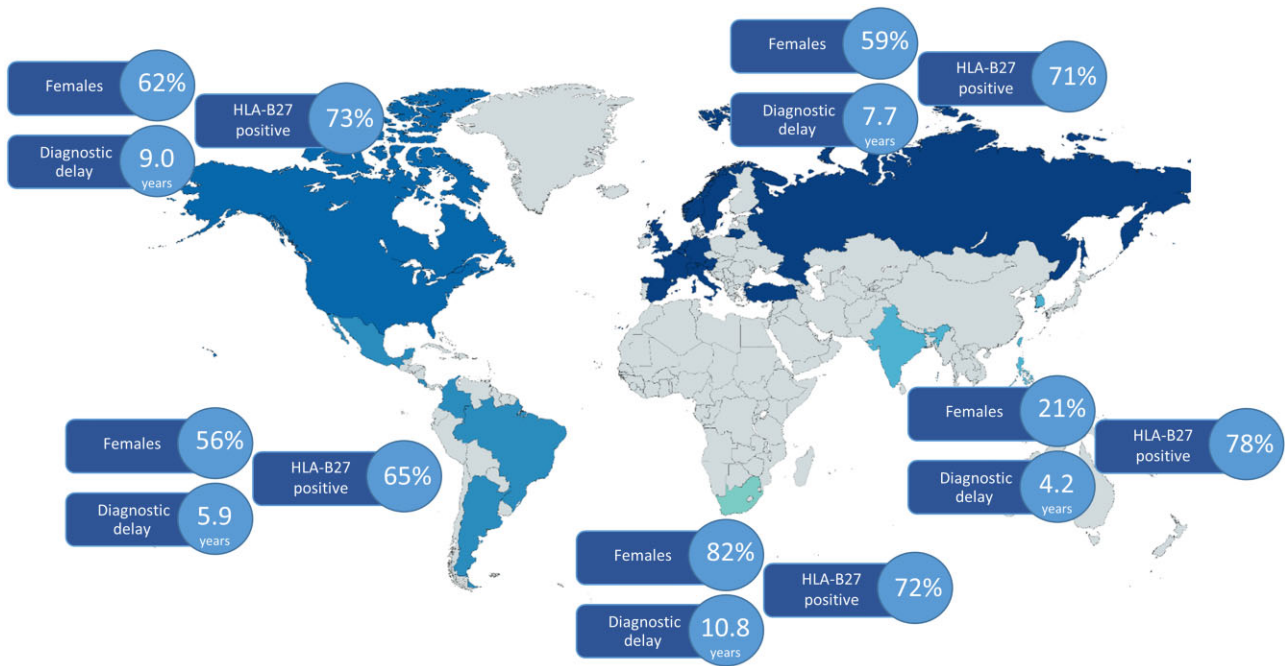 Females
62%
HLA-B27
positive
73%
Diagnostic
delay
9.0
years
Females
59%
HLA-B27
positive
71%
Diagnostic
delay
7.7
years
Females
56%
HLA-B27
positive
65%
Diagnostic
delay
5.9
years
Females
21%
HLA-B27
positive
78%
Diagnostic
delay
4.2
years
Females
82%
HLA-B27
positive
72%
Diagnostic
delay
10.8
years